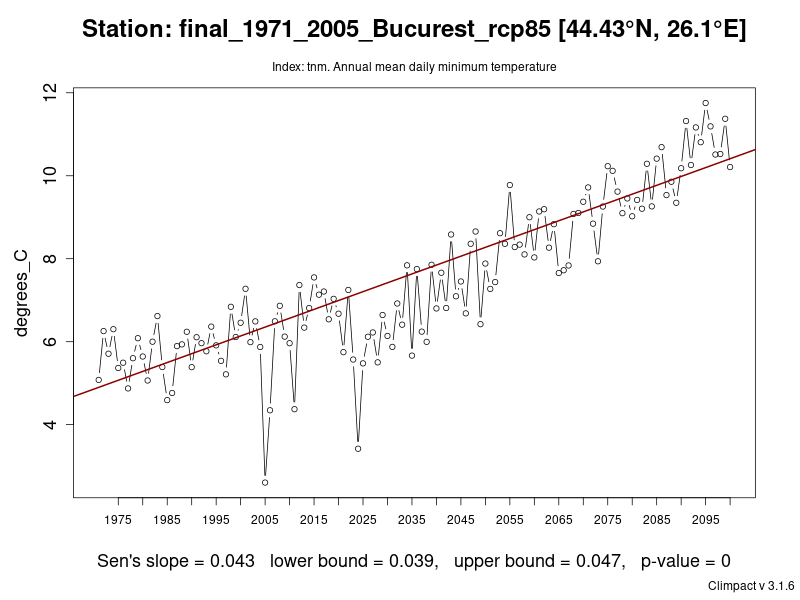 Station: final_1971_2005_Bucurest_rcp85 [44.43°N, 26.1°E]
Index: tnm. Annual mean daily minimum temperature
degrees_C
12
10
8
6
4
1975 1985 1995 2005 2015 2025 2035 2045 2055 2065 2075 2085 2095
Sen's slope = 0.043 lower bound = 0.039, upper bound = 0.047, p-value = 0
Climpact v 3.1.6